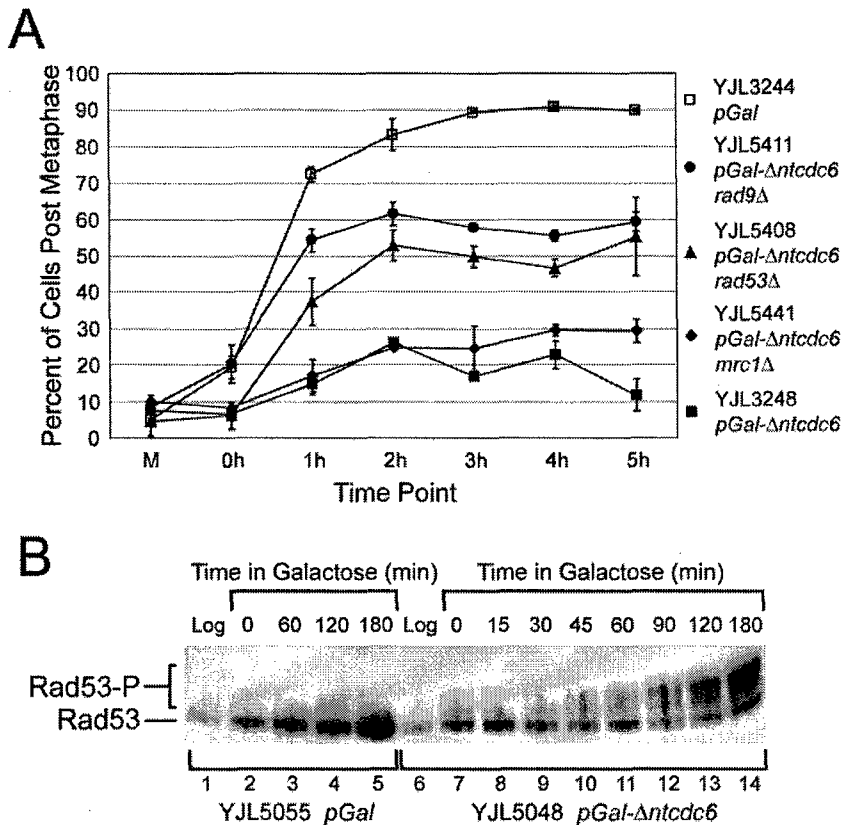 A
Percent of Cells Post Metaphase
100
90
80
70
60
50
40
30
20
10
0
M 0h 1h 2h 3h 4h 5h
Time Point
YJL3244
pGal
YJL5411
pGal-Δntcdc6
rad9Δ
YJL5408
pGal-Δntcdc6
rad53Δ
YJL5441
pGal-Δntcdc6
mrc1Δ
YJL3248
pGal-Δntcdc6
B
Time in Galactose (min) Time in Galactose (min)
Log 0 60 120 180 Log 0 15 30 45 60 90 120 180
Rad53-P
Rad53
1 2 3 4 5 6 7 8 9 10 11 12 13 14
YJL5055 pGal YJL5048 pGal-Δntcdc6